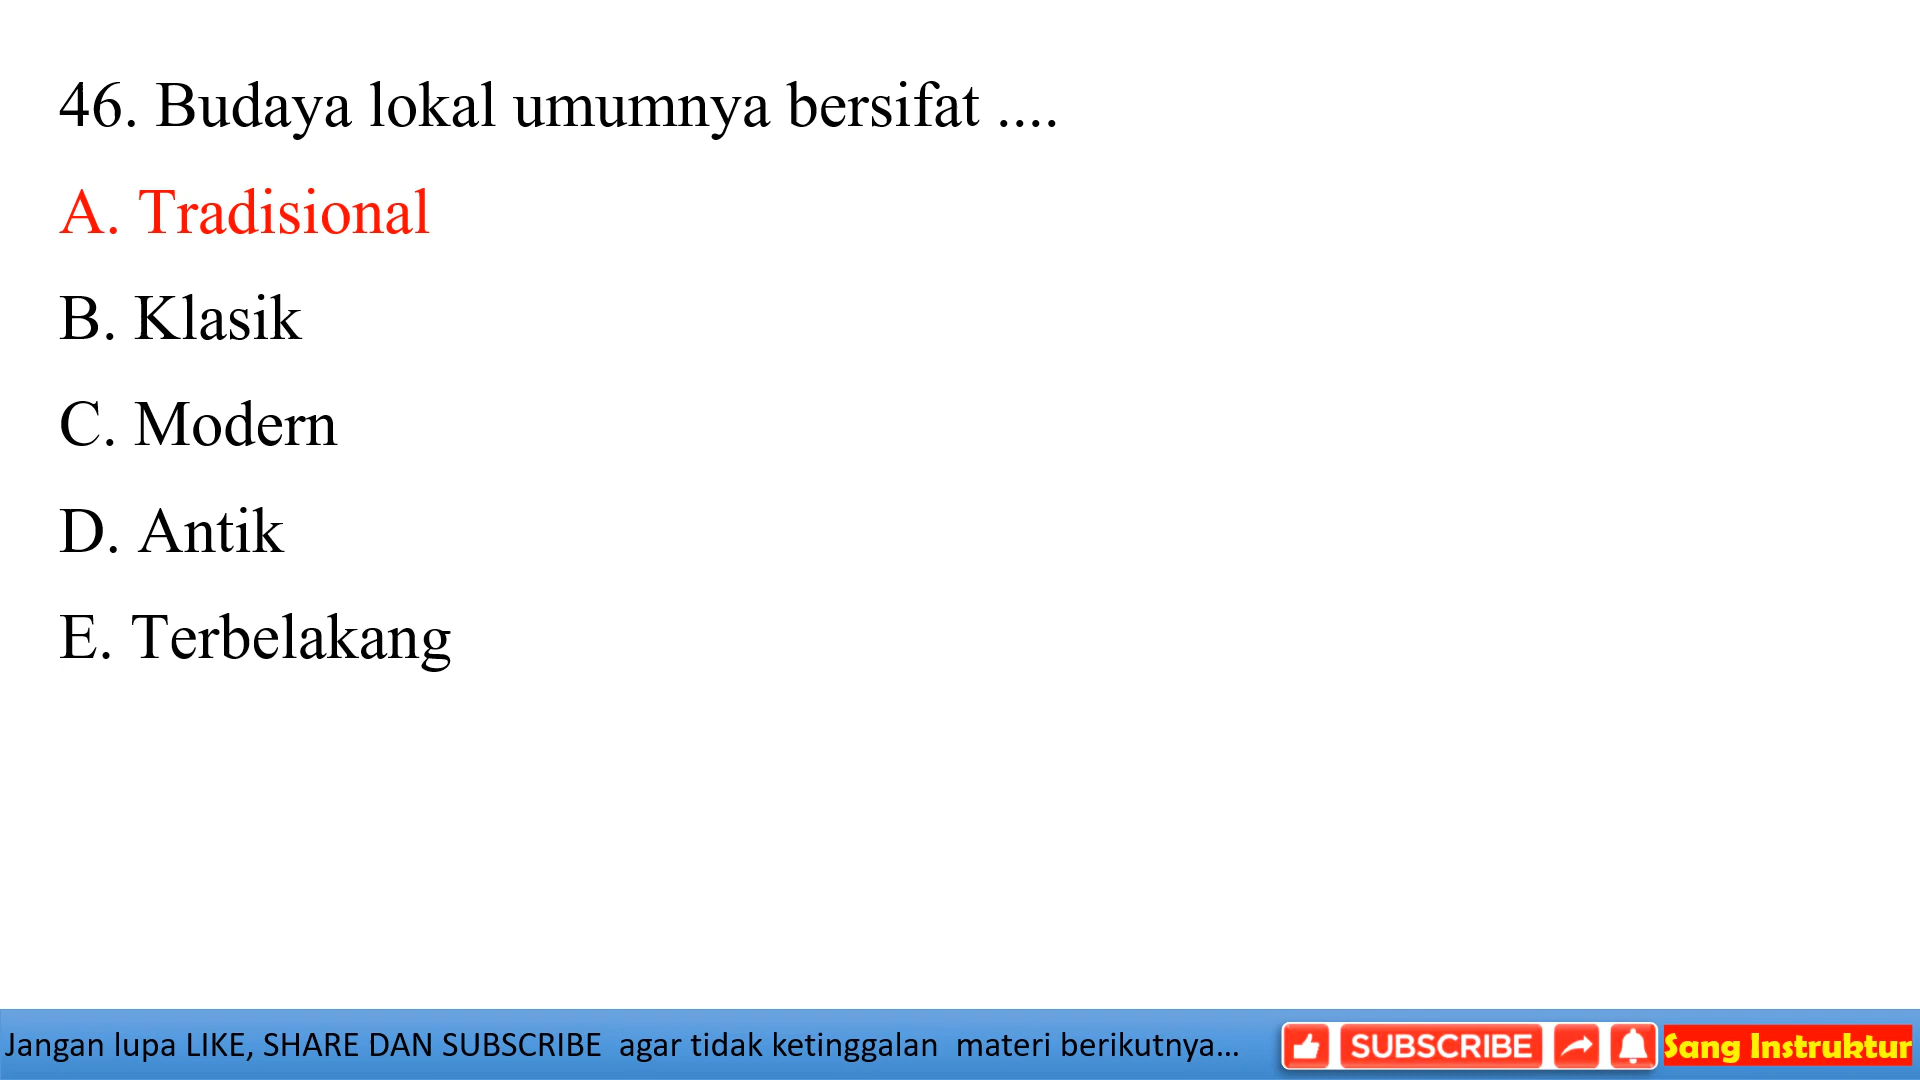 46. Budaya lokal umumnya bersifat ....
A. Tradisional
B. Klasik
C. Modern
D. Antik
E. Terbelakang
Jangan lupa LIKE, SHARE DAN SUBSCRIBE agar tidak ketinggalan materi berikutnya... SUBSCRIBE Sang Instruktur